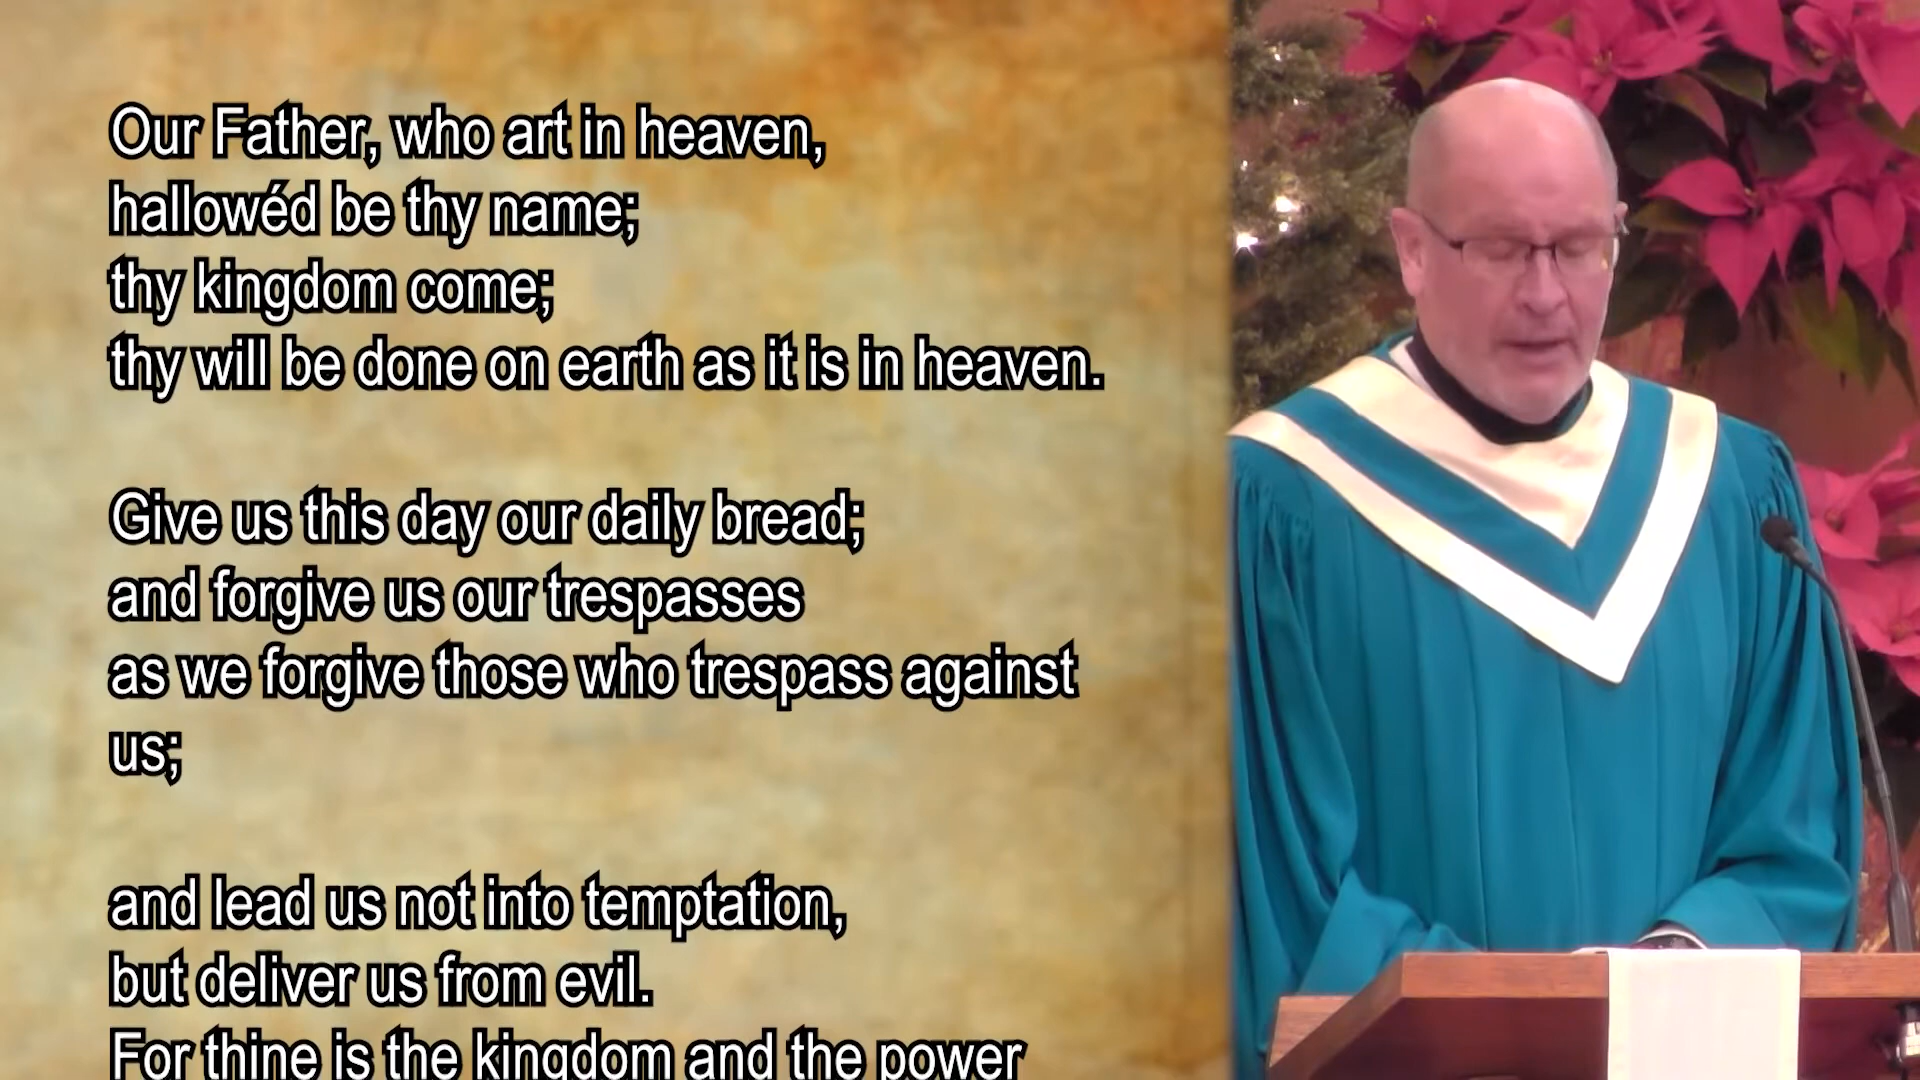 Our Father, who art in heaven,
hallowéd be thy name;
thy kingdom come;
thy will be done on earth as it is in heaven.
Give us this day our daily bread;
and forgive us our trespasses
as we forgive those who trespass against
us;
and lead us not into temptation,
but deliver us from evil.
For thine is the kingdom and the power